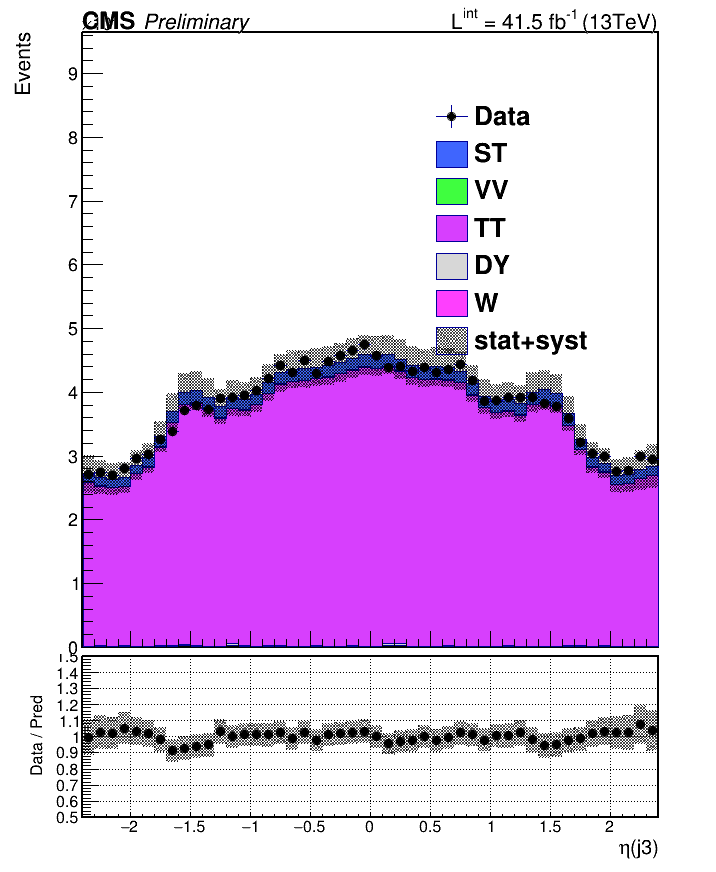 CMS Preliminary
L^int = 41.5 fb^-1 (13TeV)
Events
9
8
7
6
5
4
3
2
1
0
Data
ST
VV
TT
DY
W
stat+syst
Data / Pred
1.5
1.4
1.3
1.2
1.1
1
0.9
0.8
0.7
0.6
0.5
−2 −1.5 −1 −0.5 0 0.5 1 1.5 2
η(j3)